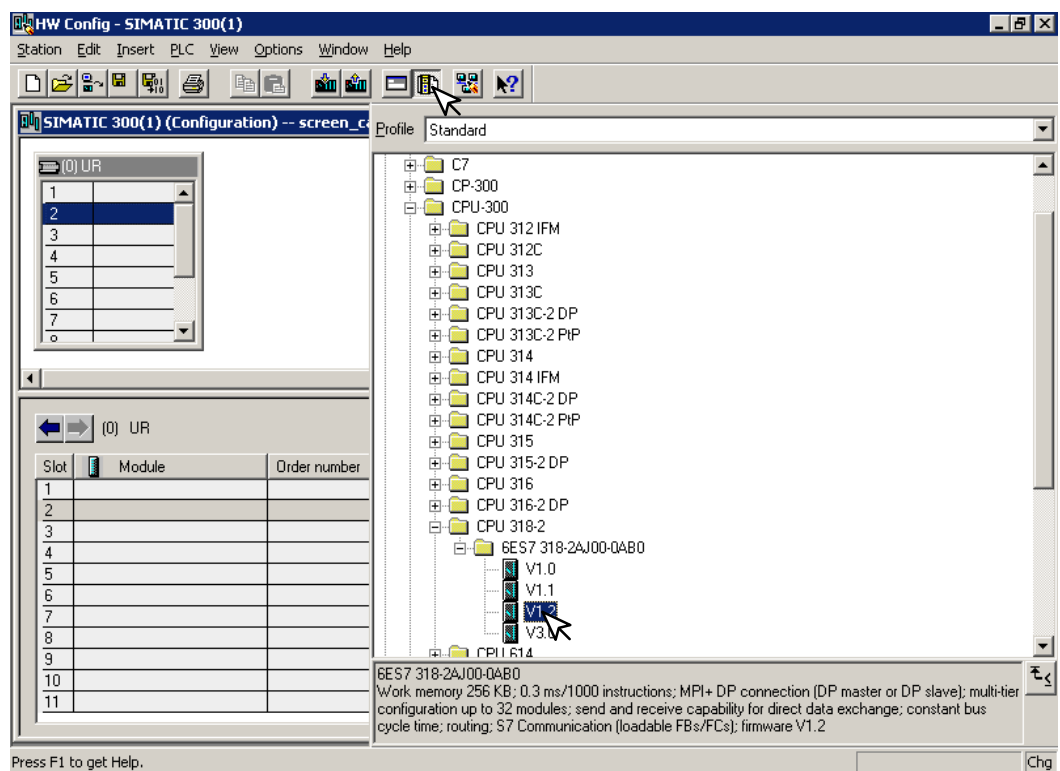 HW Config - SIMATIC 300(1)
Station Edit Insert PLC View Options Window Help
SIMATIC 300(1) (Configuration) -- screen_c
(0) UR
1
2
3
4
5
6
7
Profile Standard
C7
CP-300
CPU-300
CPU 312 IFM
CPU 312C
CPU 313
CPU 313C
CPU 313C-2 DP
CPU 313C-2 PtP
CPU 314
CPU 314 IFM
CPU 314C-2 DP
CPU 314C-2 PtP
CPU 315
CPU 315-2 DP
CPU 316
CPU 316-2 DP
CPU 318-2
6ES7 318-2AJ00-0AB0
V1.0
V1.1
V1.2
V3.0
CPU 614
(0) UR
Slot Module Order number
1
2
3
4
5
6
7
8
9
10
11
6ES7 318-2AJ00-0AB0
Work memory 256 KB; 0.3 ms/1000 instructions; MPI+ DP connection (DP master or DP slave); multi-tier
configuration up to 32 modules; send and receive capability for direct data exchange; constant bus
cycle time; routing; S7 Communication (loadable FBs/FCs); firmware V1.2
Press F1 to get Help.
Chg